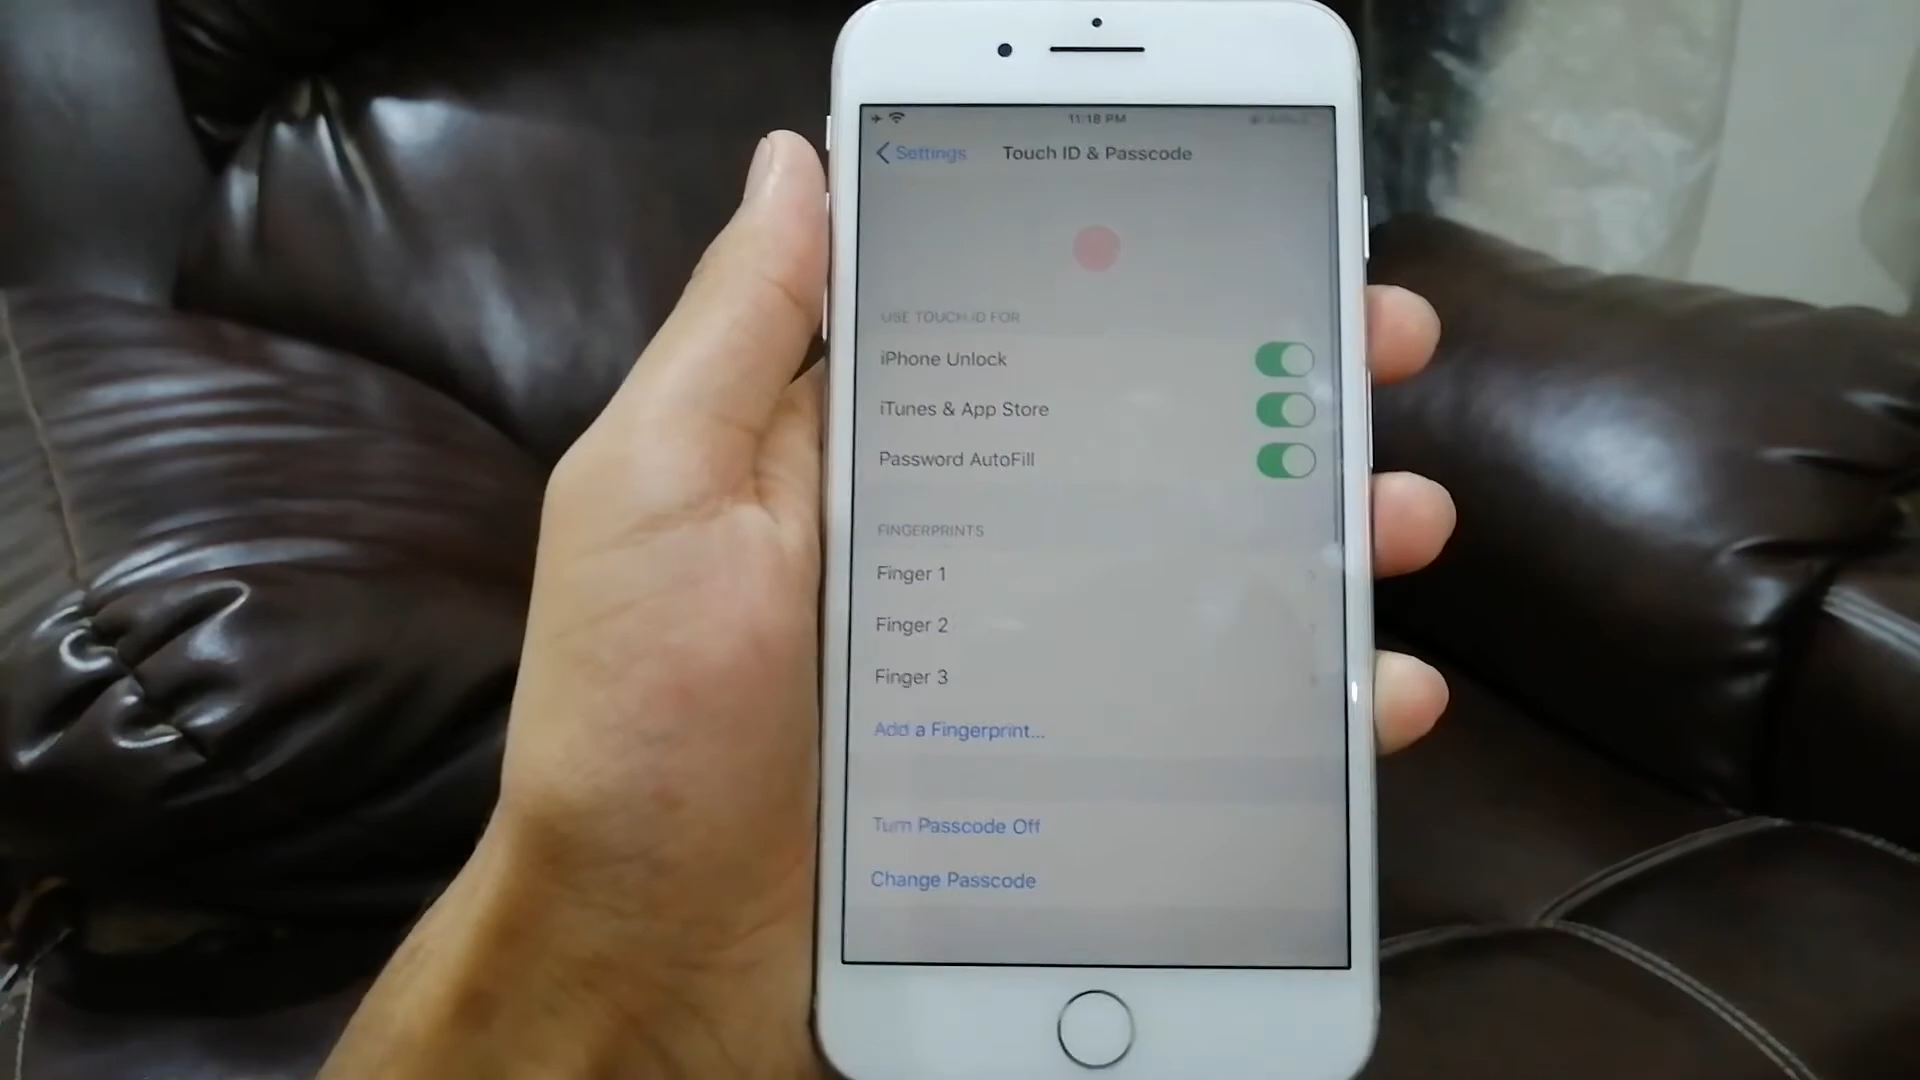 11:18 PM
Settings
Touch ID & Passcode
USE TOUCH ID FOR
iPhone Unlock
iTunes & App Store
Password AutoFill
FINGERPRINTS
Finger 1
Finger 2
Finger 3
Add a Fingerprint...
Turn Passcode Off
Change Passcode